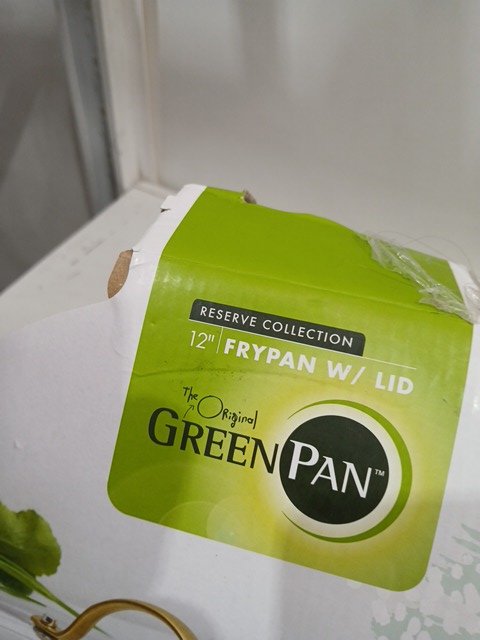 RESERVE COLLECTION
12" FRYPAN W/ LID
The Original
GREENPAN™